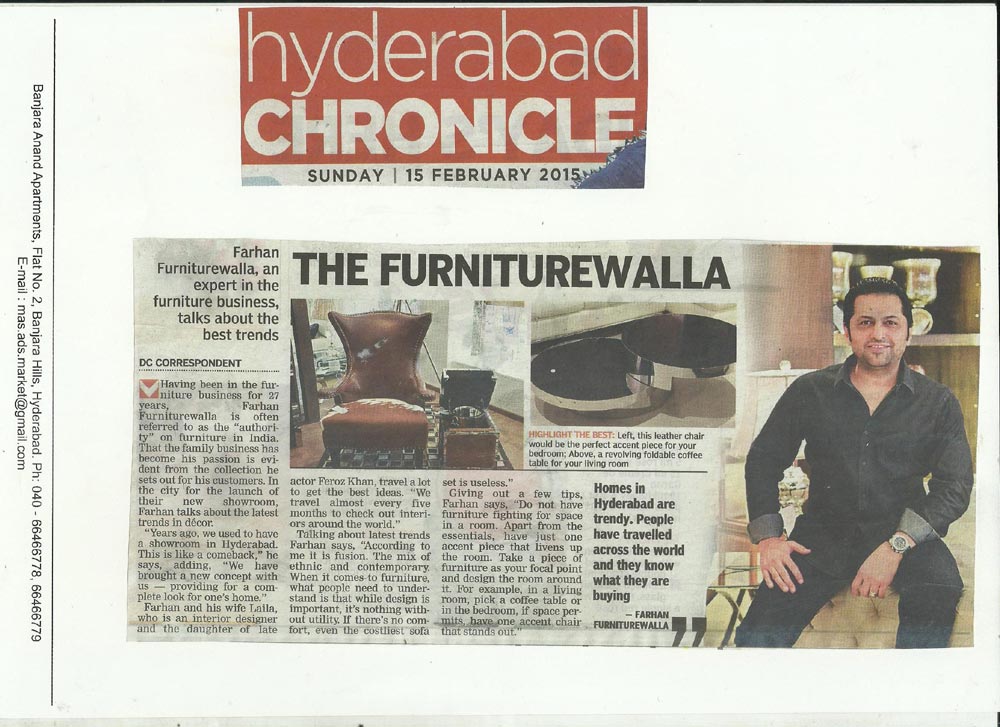 hyderabad
CHRONICLE
SUNDAY | 15 FEBRUARY 2015
Farhan
Furniturewalla, an
expert in the
furniture business,
talks about the
best trends
THE FURNITUREWALLA
DC CORRESPONDENT
Having been in the fur-
niture business for 27
years, Farhan
Furniturewalla is often
referred to as the “authori-
ty” on furniture in India.
That the family business has
become his passion is evi-
dent from the collection he
sets out for his customers. In
the city for the launch of
their new showroom,
Farhan talks about the latest
trends in décor.
“Years ago, we used to have
a showroom in Hyderabad.
This is like a comeback,” he
says, adding, “We have
brought a new concept with
us — providing for a com-
plete look for one's home.”
Farhan and his wife Laila,
who is an interior designer
and the daughter of late
actor Feroz Khan, travel a lot
to get the best ideas. “We
travel almost every five
months to check out interi-
ors around the world.”
Talking about latest trends
Farhan says, “According to
me it is fusion. The mix of
ethnic and contemporary.
When it comes to furniture,
what people need to under-
stand is that while design is
important, it's nothing with-
out utility. If there's no com-
fort, even the costliest sofa
set is useless.”
Giving out a few tips,
Farhan says, “Do not have
furniture fighting for space
in a room. Apart from the
essentials, have just one
accent piece that livens up
the room. Take a piece of
furniture as your focal point
and design the room around
it. For example, in a living
room, pick a coffee table or
in the bedroom, if space per-
mits, have one accent chair
that stands out.”
HIGHLIGHT THE BEST: Left, this leather chair
would be the perfect accent piece for your
bedroom; Above, a revolving foldable coffee
table for your living room
Homes in
Hyderabad are
trendy. People
have travelled
across the world
and they know
what they are
buying
— FARHAN
FURNITUREWALLA
”
Banjara Anand Apartments, Flat No. 2, Banjara Hills, Hyderabad. Ph: 040 - 66466778, 66466779
E-mail : mas.ads.market@gmail.com